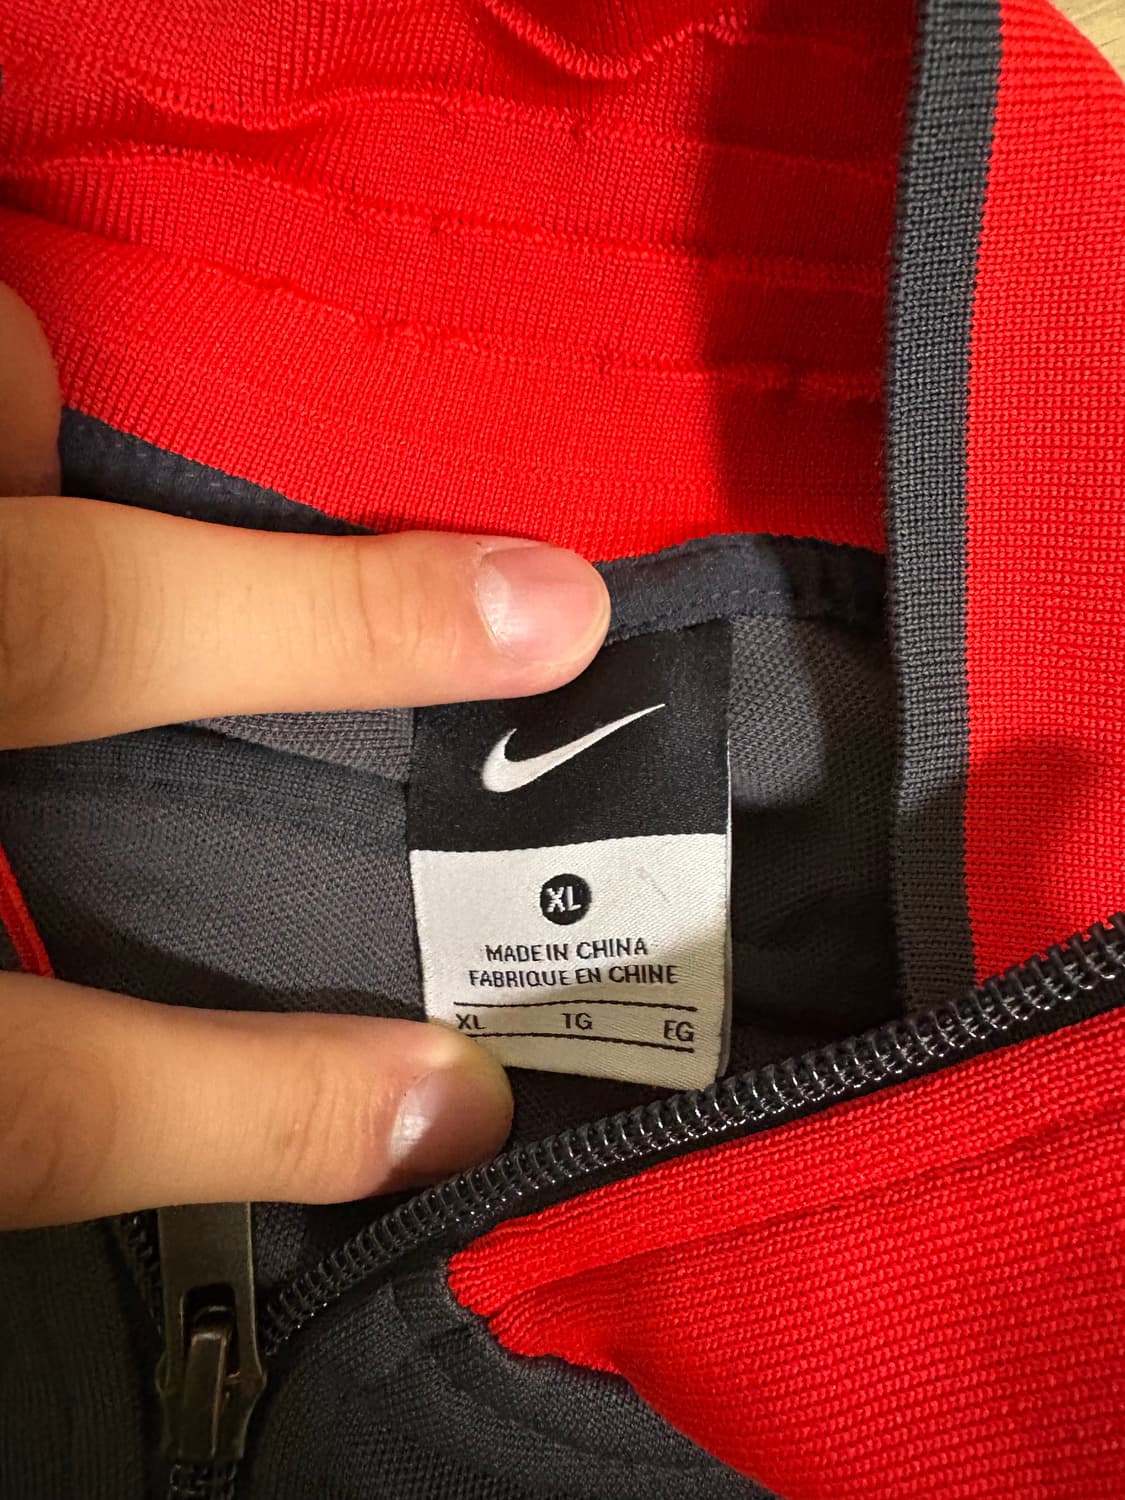 XL
MADE IN CHINA
FABRIQUE EN CHINE
XL TG EG